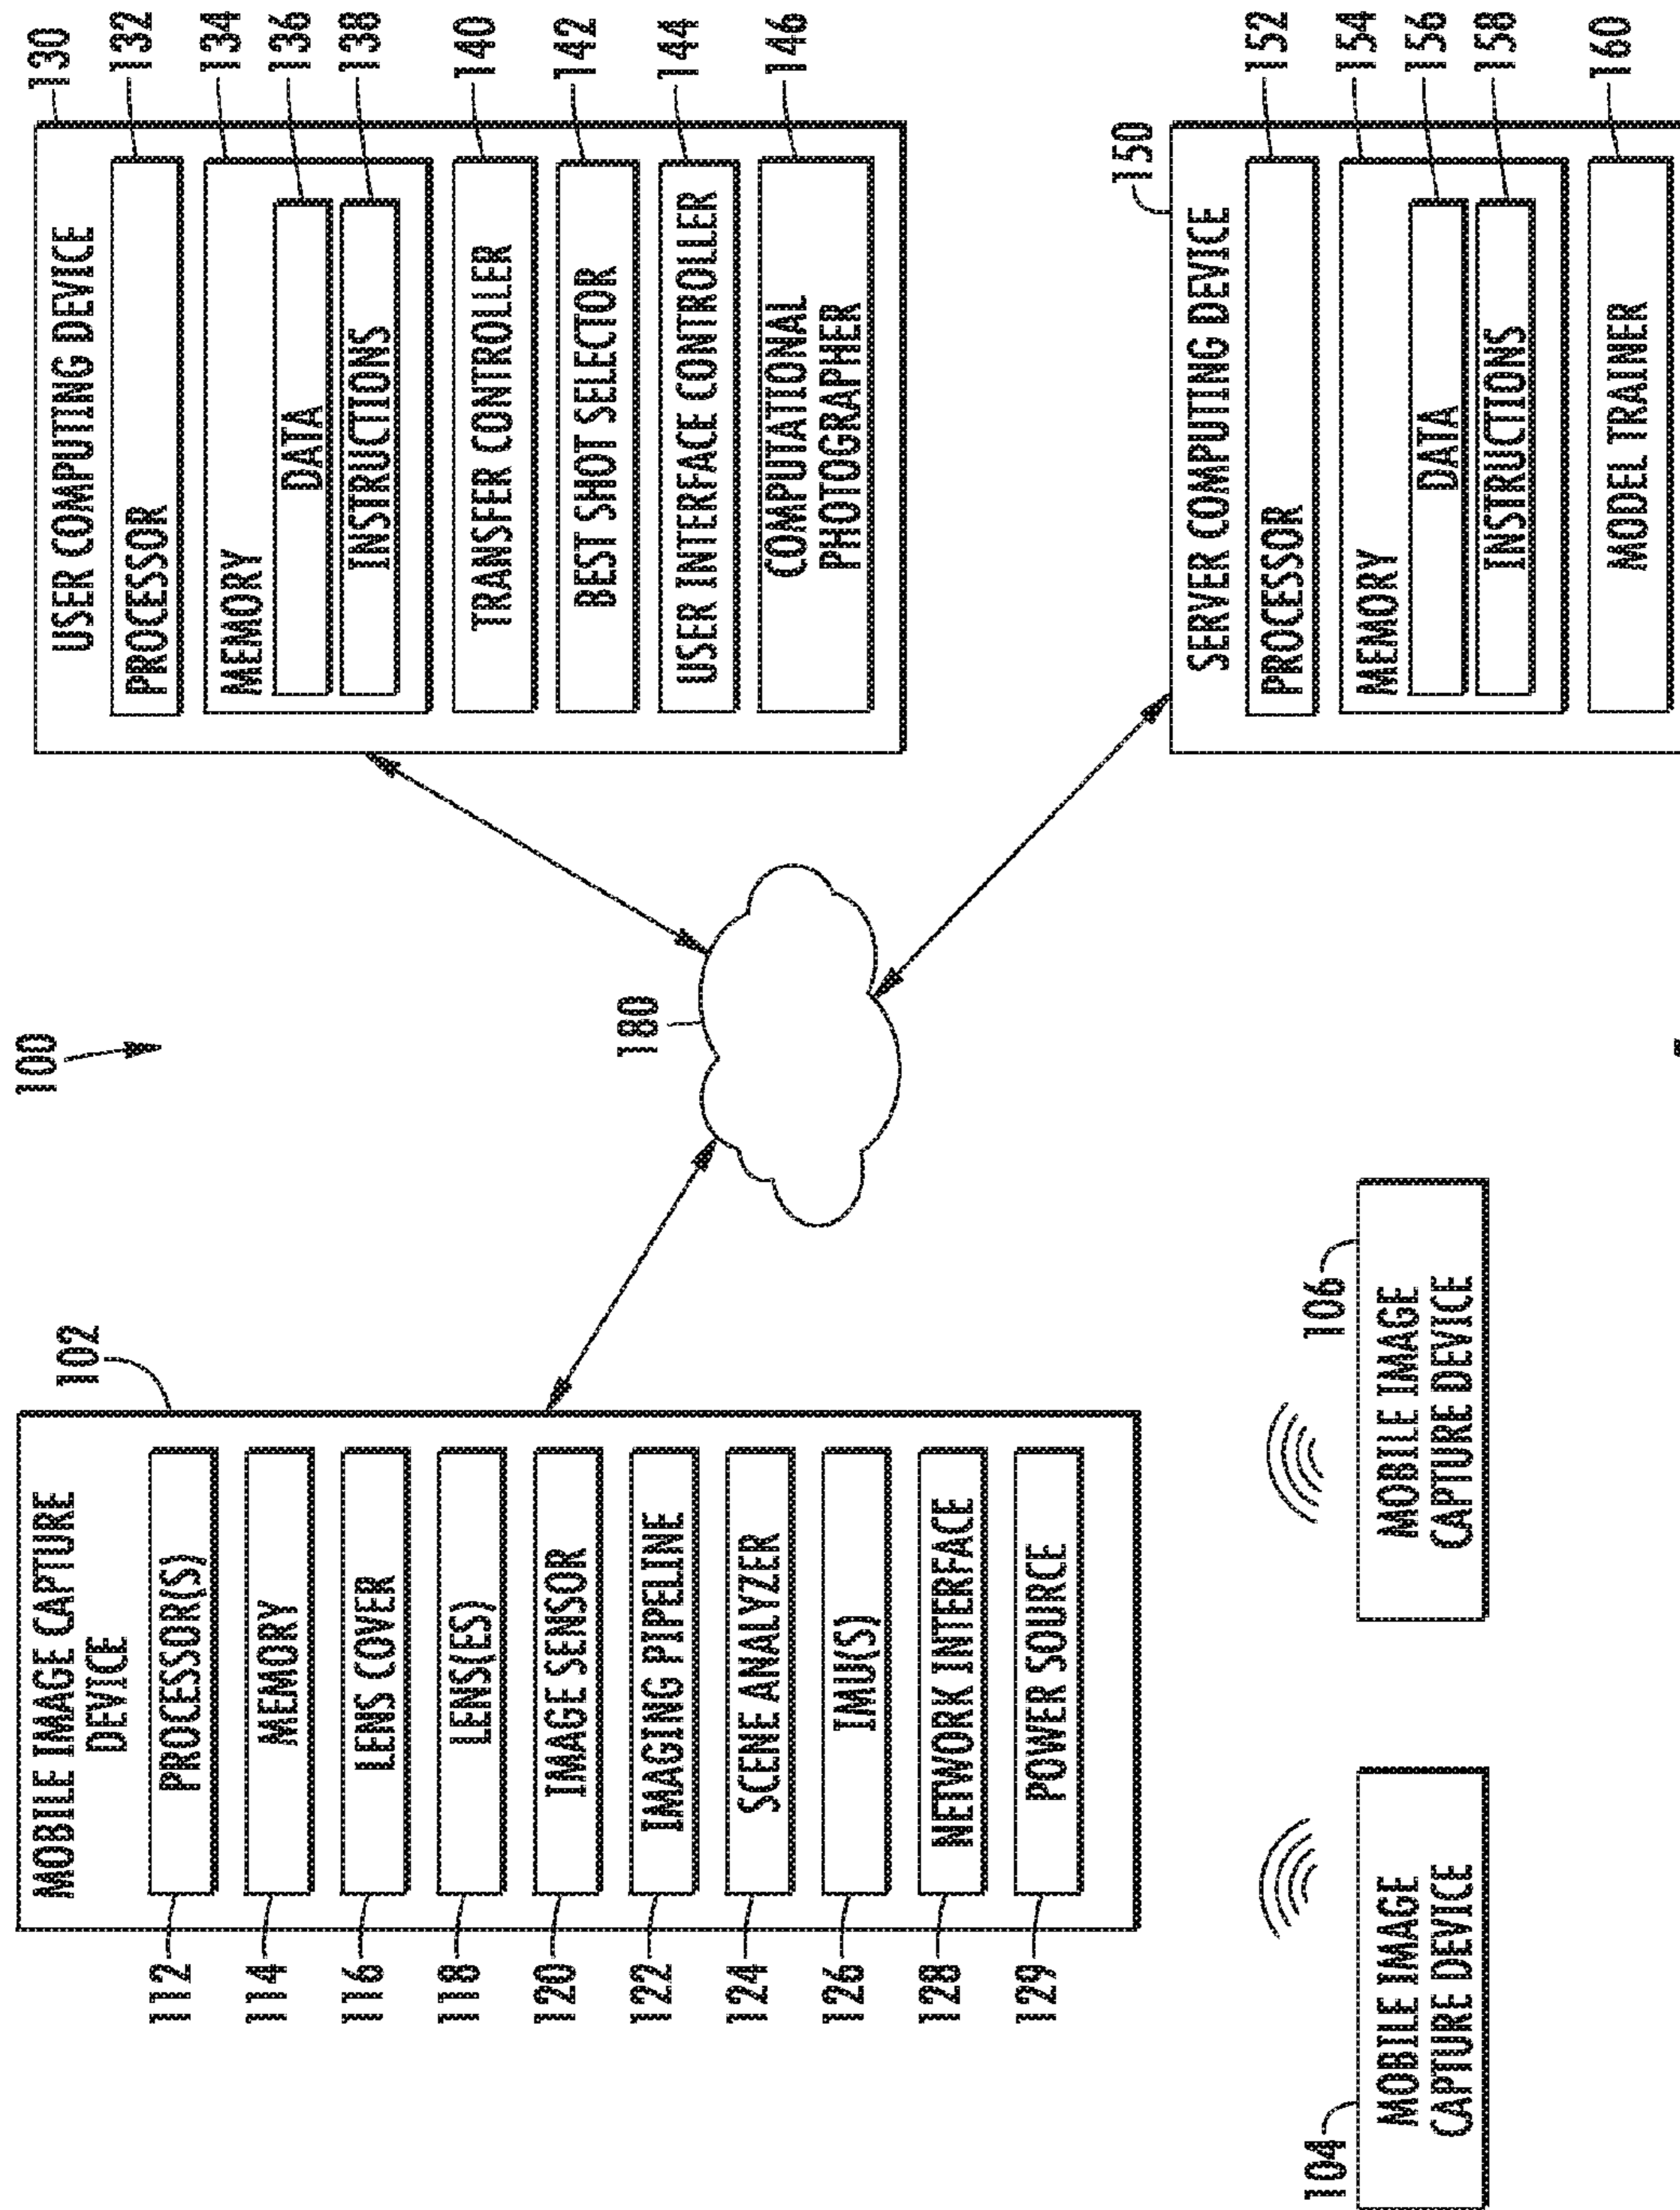 100
102
MOBILE IMAGE CAPTURE
DEVICE
112
PROCESSOR(S)
114
MEMORY
116
LENS COVER
118
LENS(ES)
120
IMAGE SENSOR
122
IMAGING PIPELINE
124
SCENE ANALYZER
126
IMU(S)
128
NETWORK INTERFACE
129
POWER SOURCE
180
130
USER COMPUTING DEVICE
PROCESSOR
132
MEMORY
134
DATA
136
INSTRUCTIONS
138
TRANSFER CONTROLLER
140
BEST SHOT SELECTOR
142
USER INTERFACE CONTROLLER
144
COMPUTATIONAL
PHOTOGRAPHER
146
104
MOBILE IMAGE
CAPTURE DEVICE
106
MOBILE IMAGE
CAPTURE DEVICE
150
SERVER COMPUTING DEVICE
PROCESSOR
152
MEMORY
154
DATA
156
INSTRUCTIONS
158
MODEL TRAINER
160